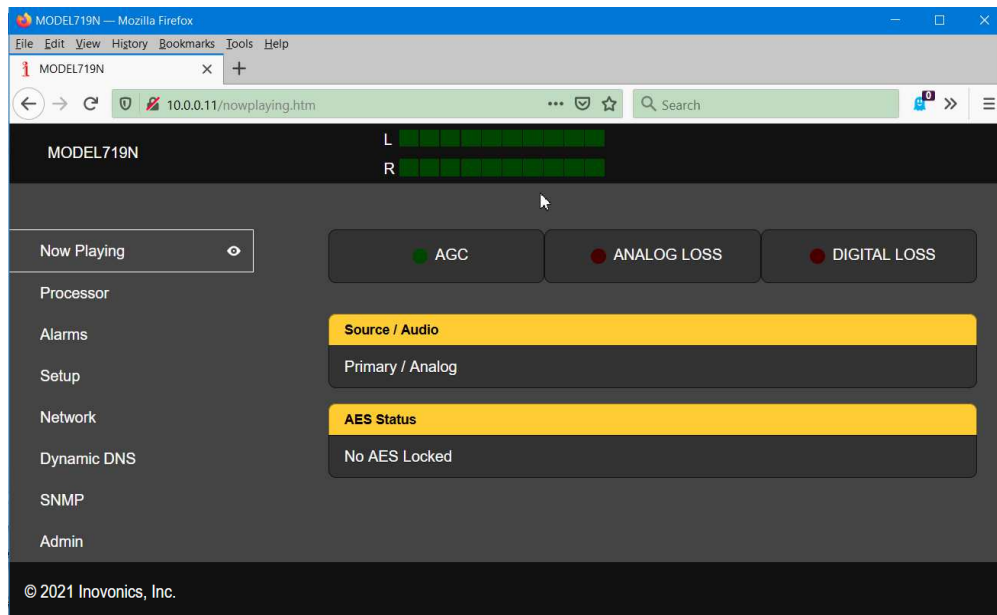 MODEL719N — Mozilla Firefox
File Edit View History Bookmarks Tools Help
MODEL719N
10.0.0.11/nowplaying.htm
Search
0
MODEL719N
L
R
Now Playing
AGC
ANALOG LOSS
DIGITAL LOSS
Processor
Alarms
Setup
Network
Dynamic DNS
SNMP
Admin
Source / Audio
Primary / Analog
AES Status
No AES Locked
© 2021 Inovonics, Inc.